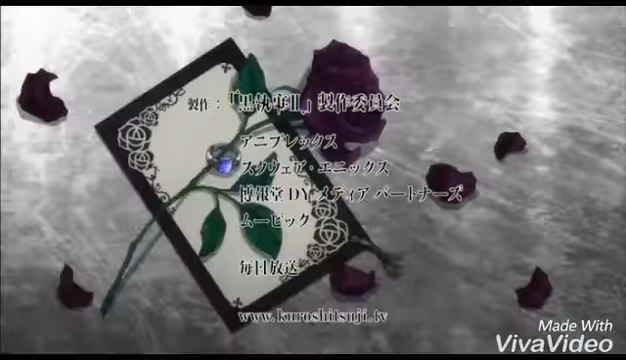 製作：「黒執事Ⅱ」製作委員会
アニプレックス
スクウェア・エニックス
博報堂DYメディアパートナーズ
ムービック
毎日放送
www.kuroshitsuji.tv
Made With
VivaVideo